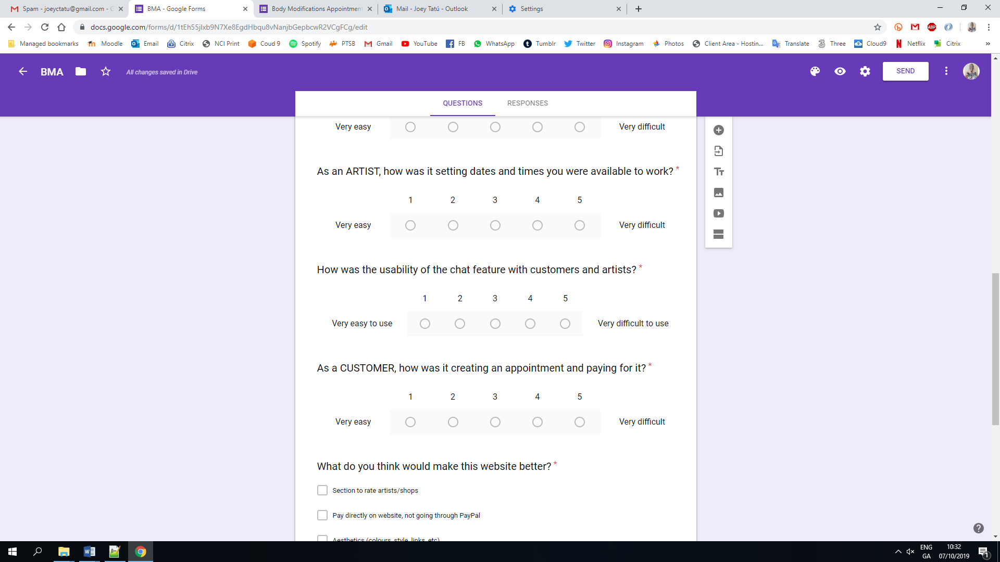 Spam - joeyctatu@gmail.com - G
BMA - Google Forms
Body Modifications Appointment
Mail - Joey Tatú - Outlook
Settings
docs.google.com/forms/d/1tEh55jlxb9N7Xe8EgdHbqu8vNanjbGepbcwR2VCgFCg/edit
ABP
Managed bookmarks
Moodle
Email
Citrix
NCI Print
Coud 9
Spotify
PTSB
Gmail
YouTube
FB
WhatsApp
Tumblr
Twitter
Instagram
Photos
Client Area - Hostin...
Translate
Three
Cloud9
Netflix
Citrix
BMA
All changes saved in Drive
SEND
QUESTIONS
RESPONSES
Very easy
Very difficult
As an ARTIST, how was it setting dates and times you were available to work? *
1 2 3 4 5
Very easy
Very difficult
How was the usability of the chat feature with customers and artists? *
1 2 3 4 5
Very easy to use
Very difficult to use
As a CUSTOMER, how was it creating an appointment and paying for it? *
1 2 3 4 5
Very easy
Very difficult
What do you think would make this website better? *
Section to rate artists/shops
Pay directly on website, not going through PayPal
Aesthetics (colours, style, links, etc)
ENG
GA
10:32
07/10/2019
1